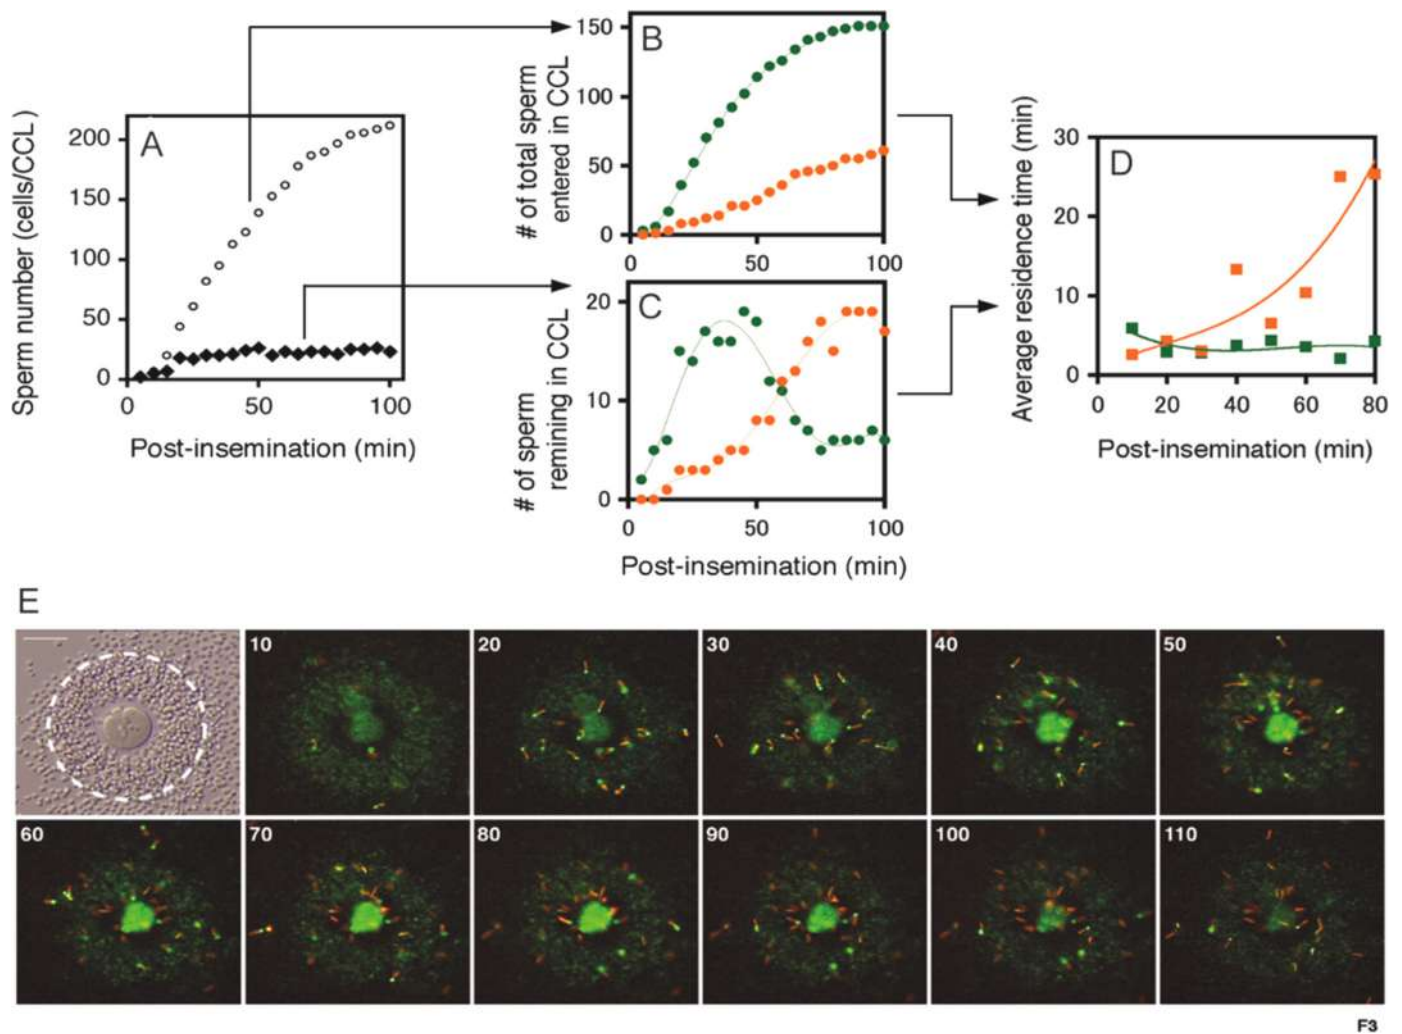 A
Sperm number (cells/CCL )
200
150
100
50
0
0 50 100
Post-insemination (min)
B
# of total sperm
entered in CCL
150
100
50
0
0 50 100
C
# of sperm
remining in CCL
20
10
0
0 50 100
Post-insemination (min)
D
Average residence time (min)
30
20
10
0
0 20 40 60 80
Post-insemination (min)
E
10 20 30 40 50
60 70 80 90 100 110
F3